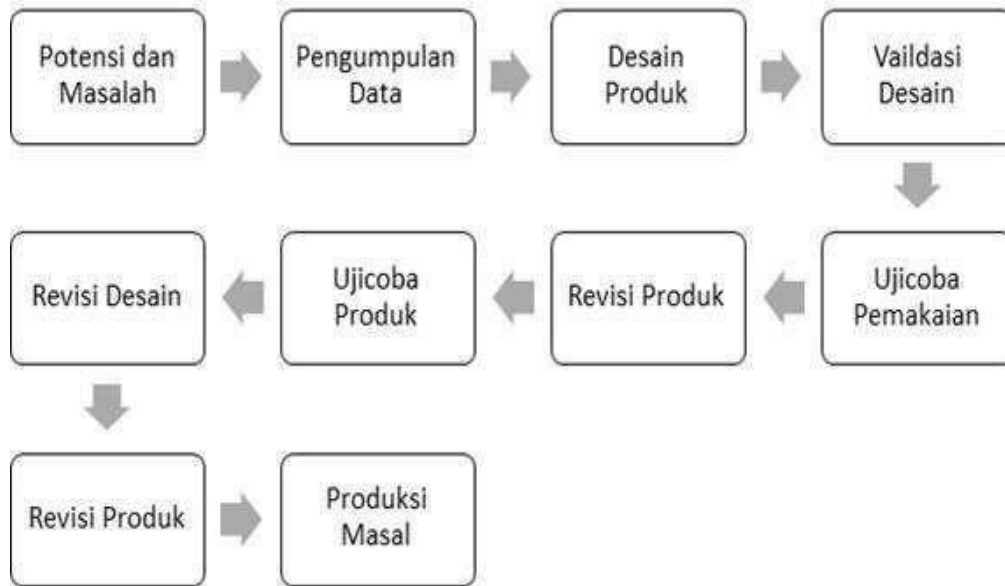 Potensi dan
Masalah
Pengumpulan
Data
Desain
Produk
Vaildasi
Desain
Revisi Desain
Ujicoba
Produk
Revisi Produk
Ujicoba
Pemakaian
Revisi Produk
Produksi
Masal